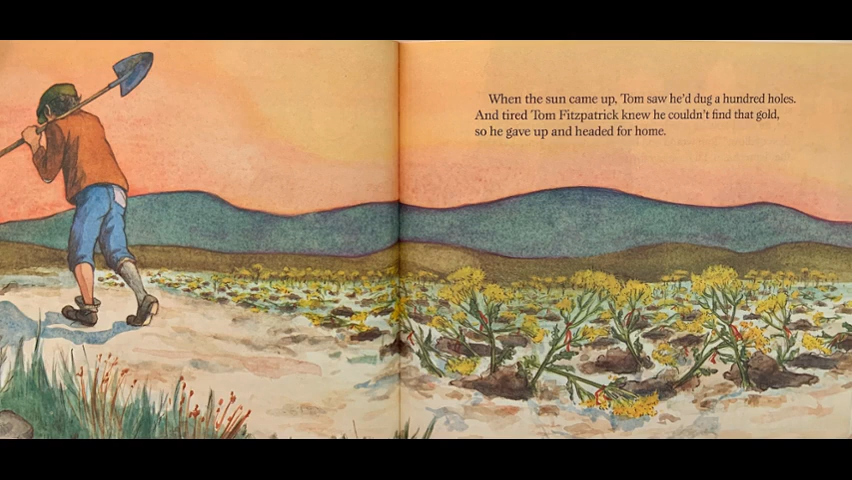 When the sun came up, Tom saw he'd dug a hundred holes.
And tired Tom Fitzpatrick knew he couldn't find that gold,
so he gave up and headed for home.